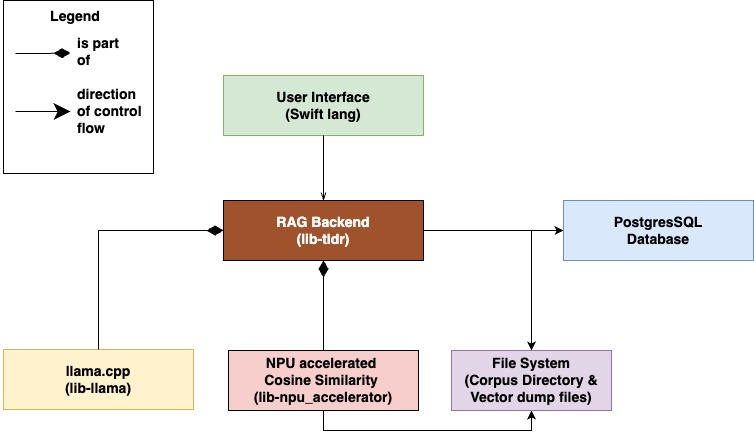 Legend
is part
of
direction
of control
flow
User Interface
(Swift lang)
RAG Backend
(lib-tldr)
PostgresSQL
Database
llama.cpp
(lib-llama)
NPU accelerated
Cosine Similarity
(lib-npu_accelerator)
File System
(Corpus Directory &
Vector dump files)